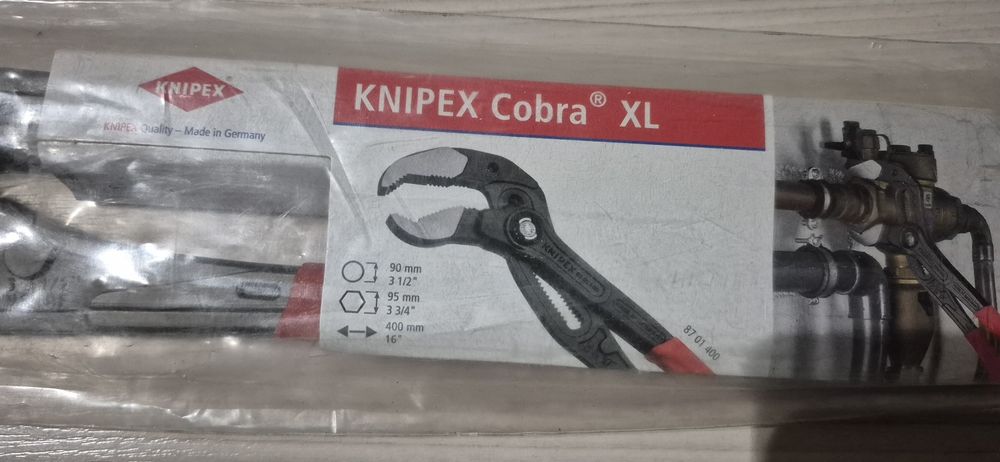 KNIPEX®
KNIPEX Quality – Made in Germany
KNIPEX Cobra® XL
KNIPEX
90 mm
3 1/2"
95 mm
3 3/4"
400 mm
16"
87 01 400